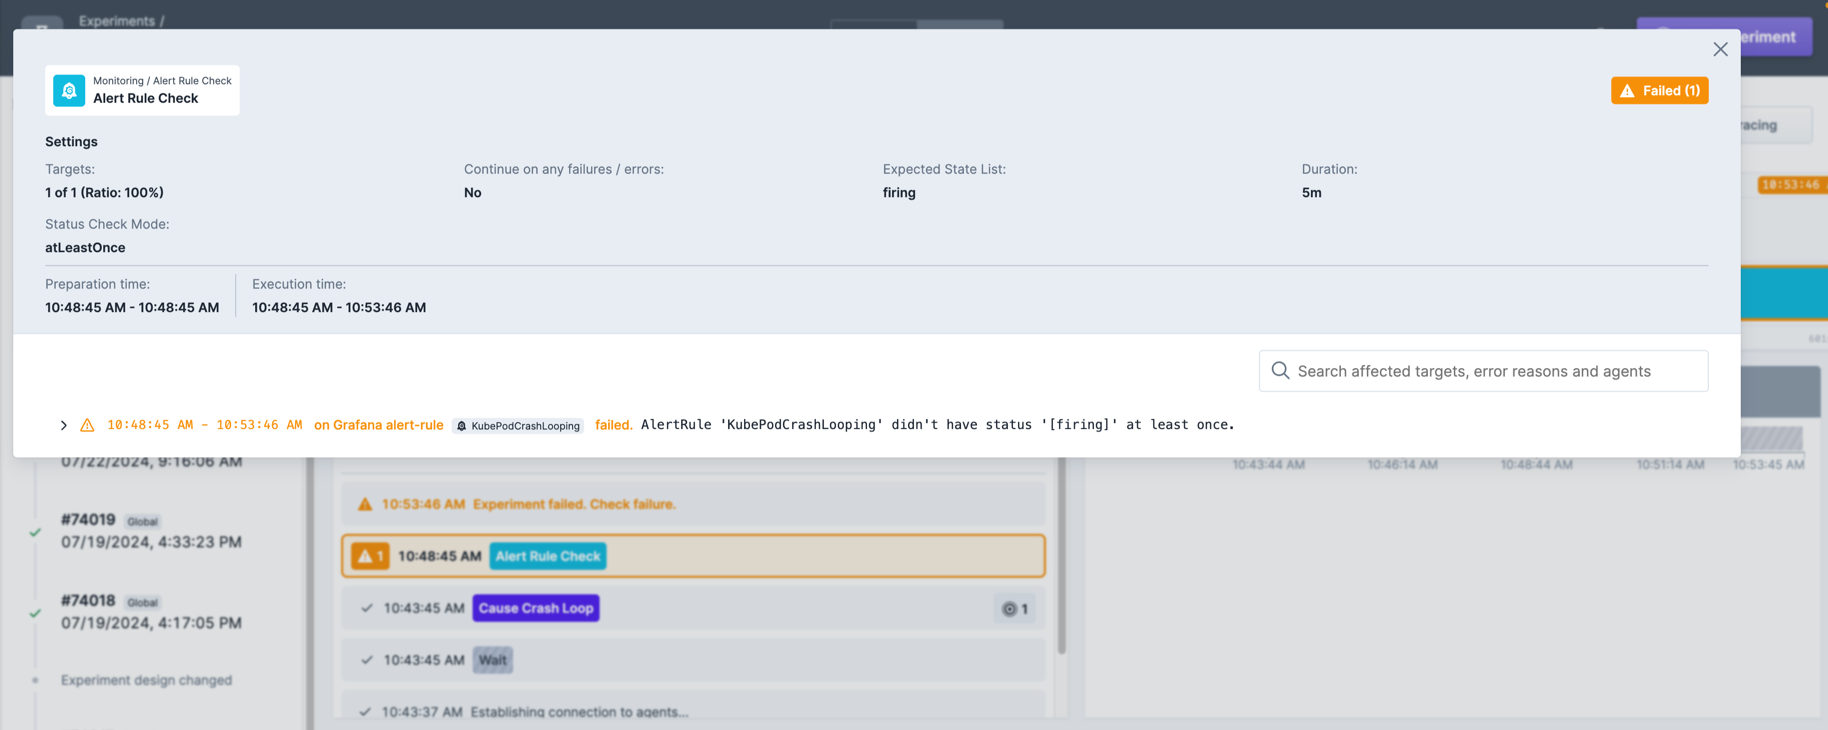 Experiments /
eriment
Monitoring / Alert Rule Check
Alert Rule Check
Failed (1)
racing
Settings
Targets:
1 of 1 (Ratio: 100%)
Continue on any failures / errors:
No
Expected State List:
firing
Duration:
5m
10:53:46
Status Check Mode:
atLeastOnce
Preparation time:
10:48:45 AM - 10:48:45 AM
Execution time:
10:48:45 AM - 10:53:46 AM
Search affected targets, error reasons and agents
10:48:45 AM - 10:53:46 AM on Grafana alert-rule KubePodCrashLooping failed. AlertRule 'KubePodCrashLooping' didn't have status '[firing]' at least once.
07/22/2024, 9:16:06 AM
#74019 Global
07/19/2024, 4:33:23 PM
#74018 Global
07/19/2024, 4:17:05 PM
Experiment design changed
10:53:46 AM Experiment failed. Check failure.
1 10:48:45 AM Alert Rule Check
10:43:45 AM Cause Crash Loop 1
10:43:45 AM Wait
10:43:37 AM Establishing connection to agents...
10:43:44 AM 10:46:14 AM 10:48:44 AM 10:51:14 AM 10:53:45 AM